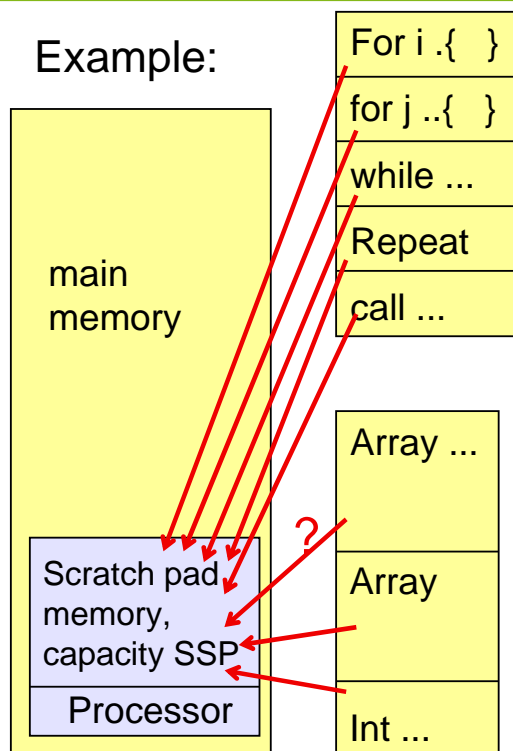 Example:
For i .{ }
for j ..{ }
while ...
Repeat
call ...
main
memory
Array ...
?
Array
Int ...
Scratch pad
memory,
capacity SSP
Processor